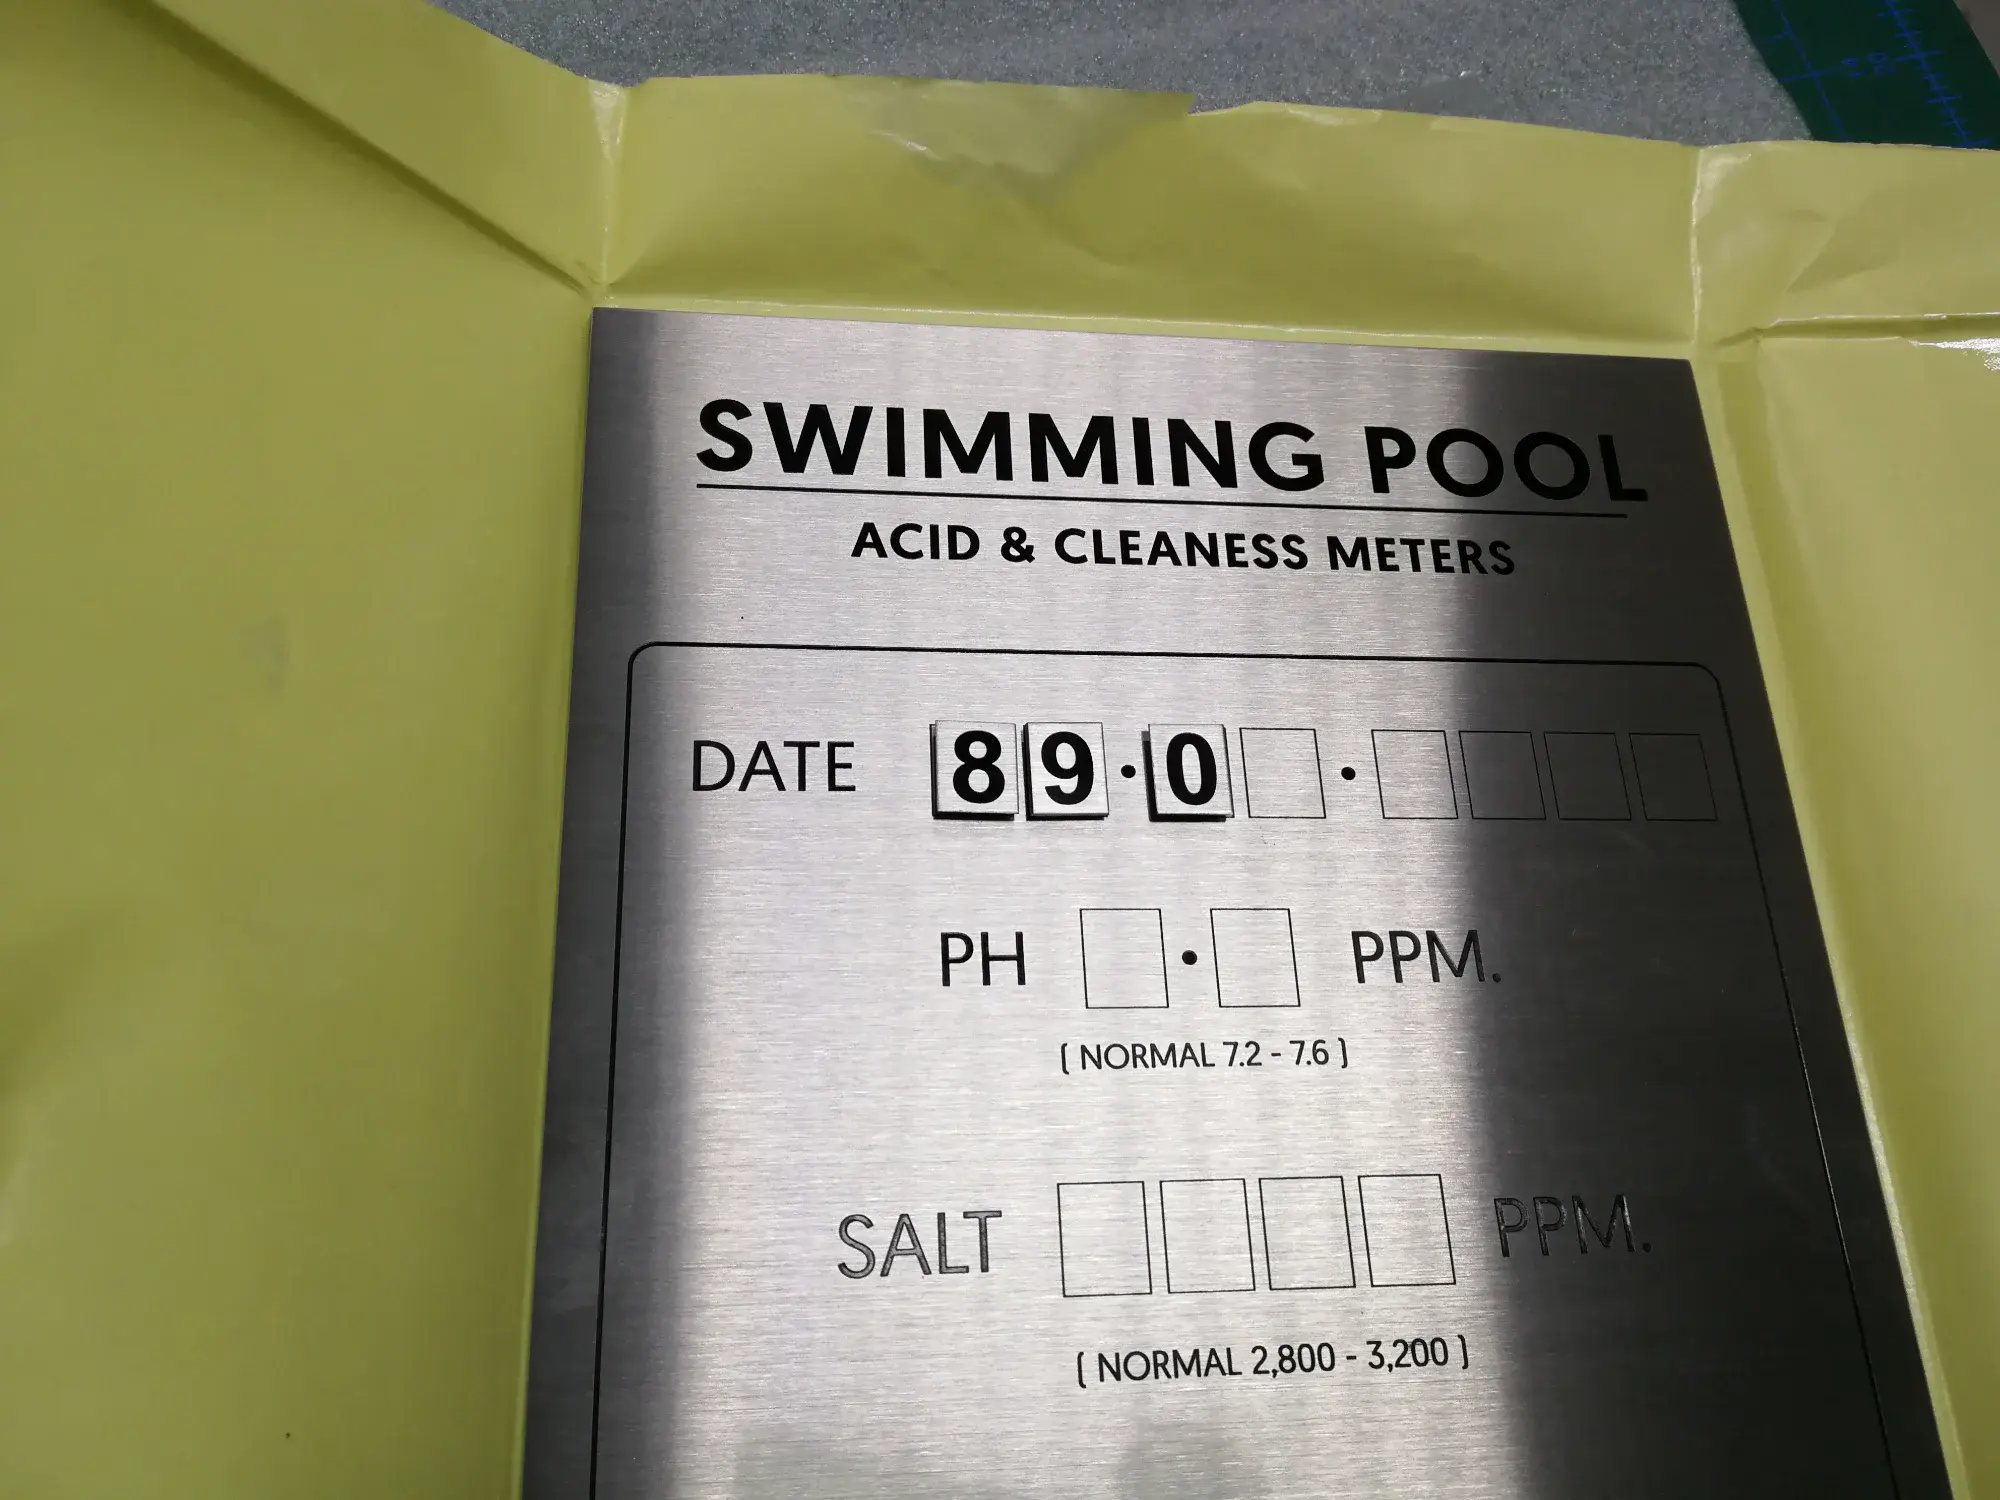 SWIMMING POOL
ACID & CLEANESS METERS
DATE 89.0 .
PH . PPM.
( NORMAL 7.2 - 7.6 )
SALT PPM.
( NORMAL 2,800 - 3,200 )